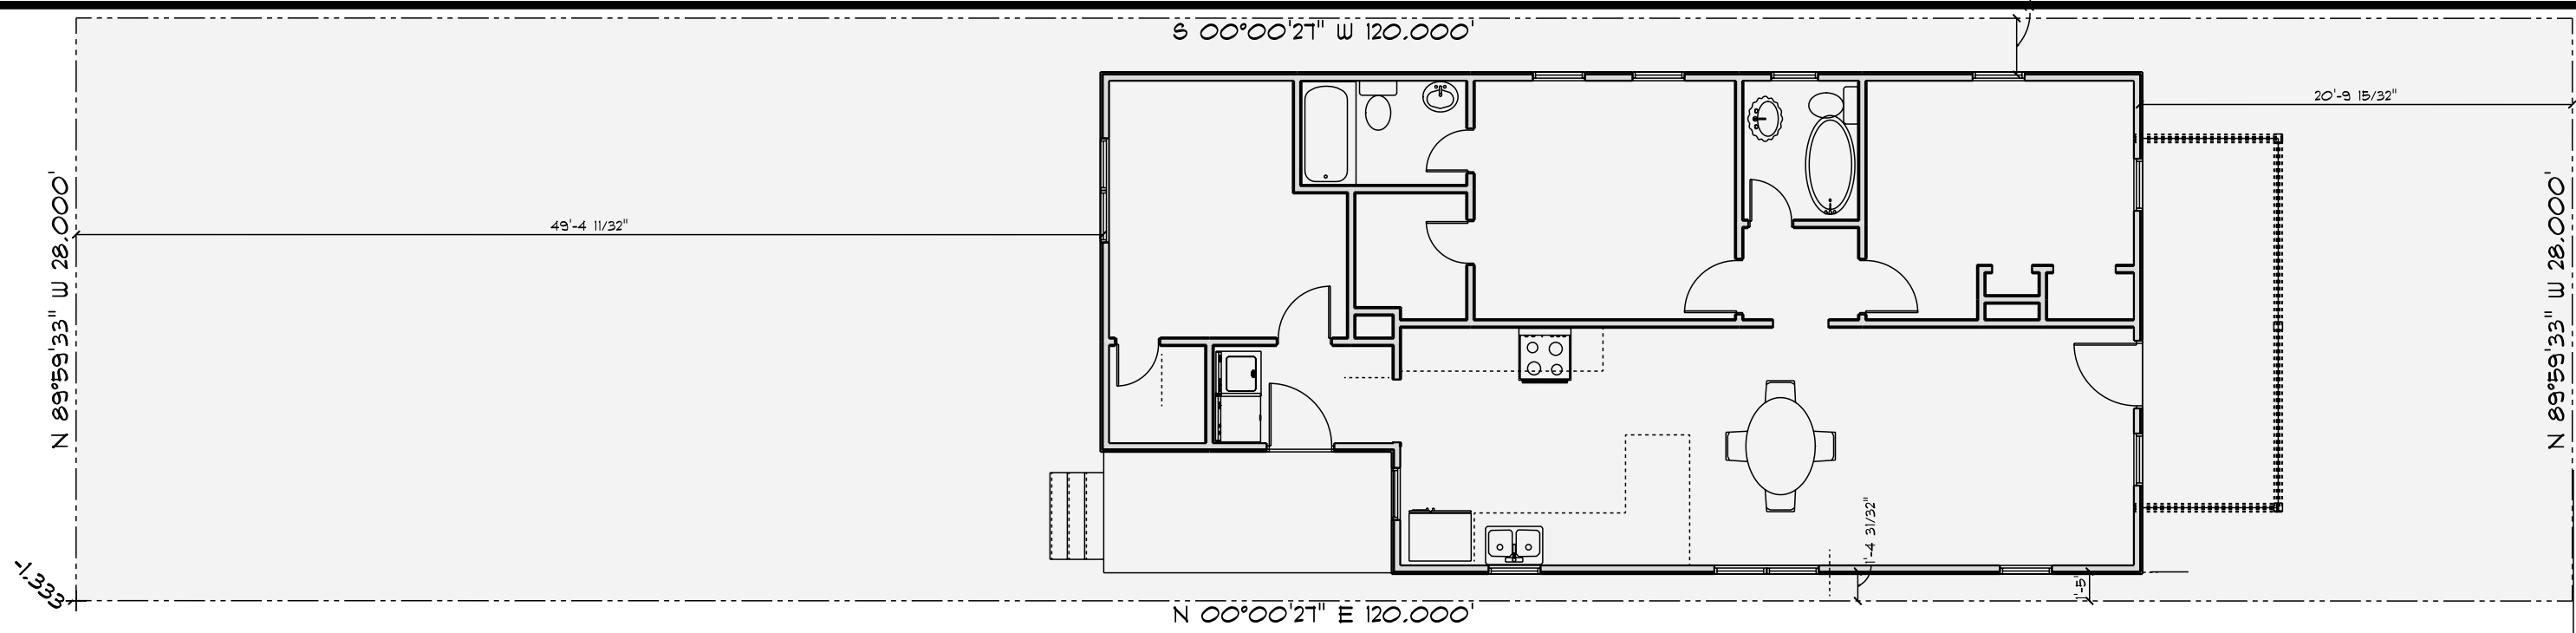 S 00°00'27" W 120.000'
20'-9 15/32"
49'-4 11/32"
N 89°59'33" W 28.000'
N 89°59'33" W 28.000'
1'-4 31/32"
1'-5"
-1.333
N 00°00'27" E 120.000'